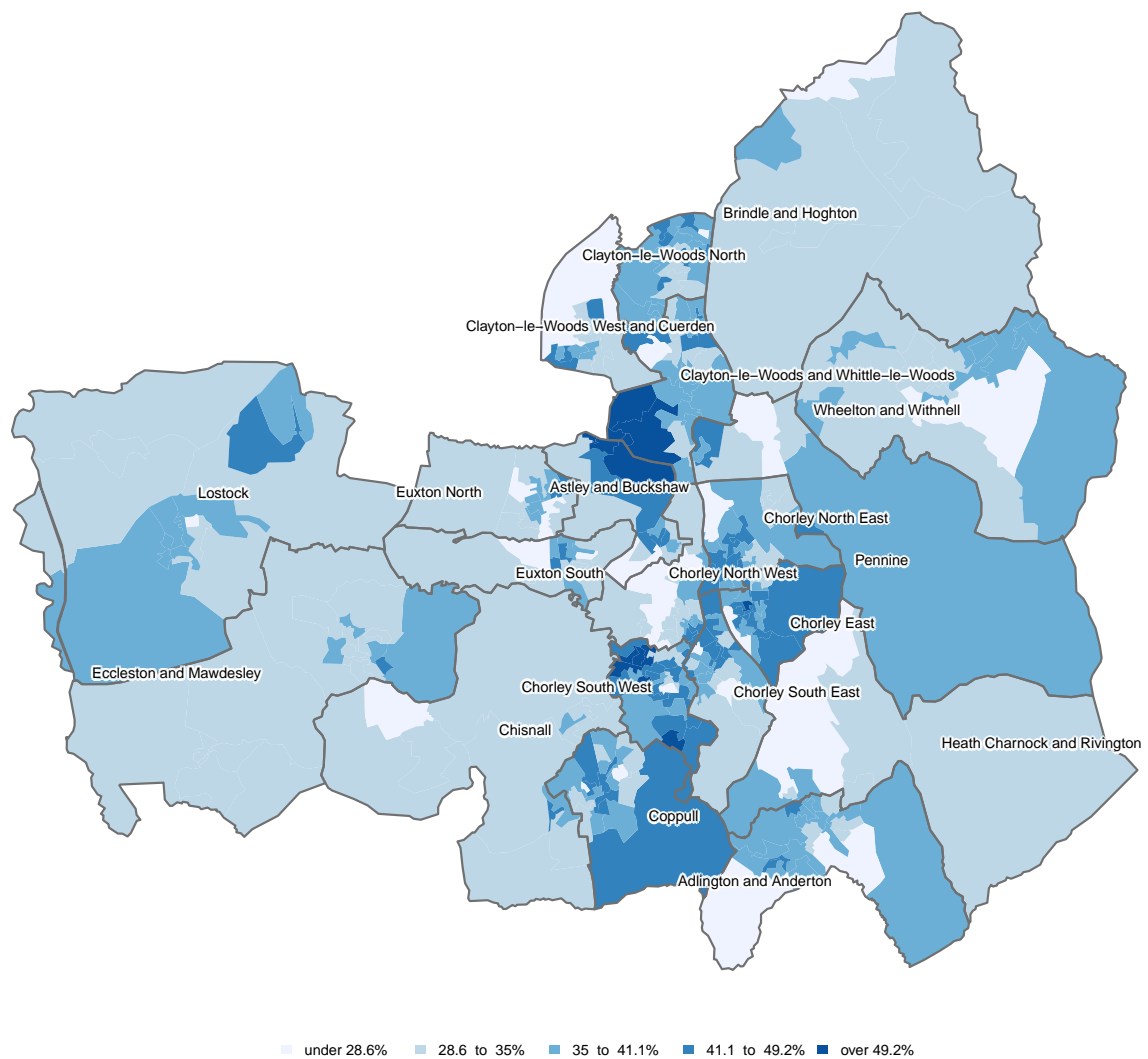 Brindle and Hoghton
Clayton−le−Woods North
Clayton−le−Woods West and Cuerden
Clayton−le−Woods and Whittle−le−Woods
Wheelton and Withnell
Lostock
Euxton North
Astley and Buckshaw
Chorley North East
Pennine
Euxton South
Chorley North West
Chorley East
Eccleston and Mawdesley
Chorley South West
Chorley South East
Chisnall
Heath Charnock and Rivington
Coppull
Adlington and Anderton
under 28.6% 28.6 to 35% 35 to 41.1% 41.1 to 49.2% over 49.2%